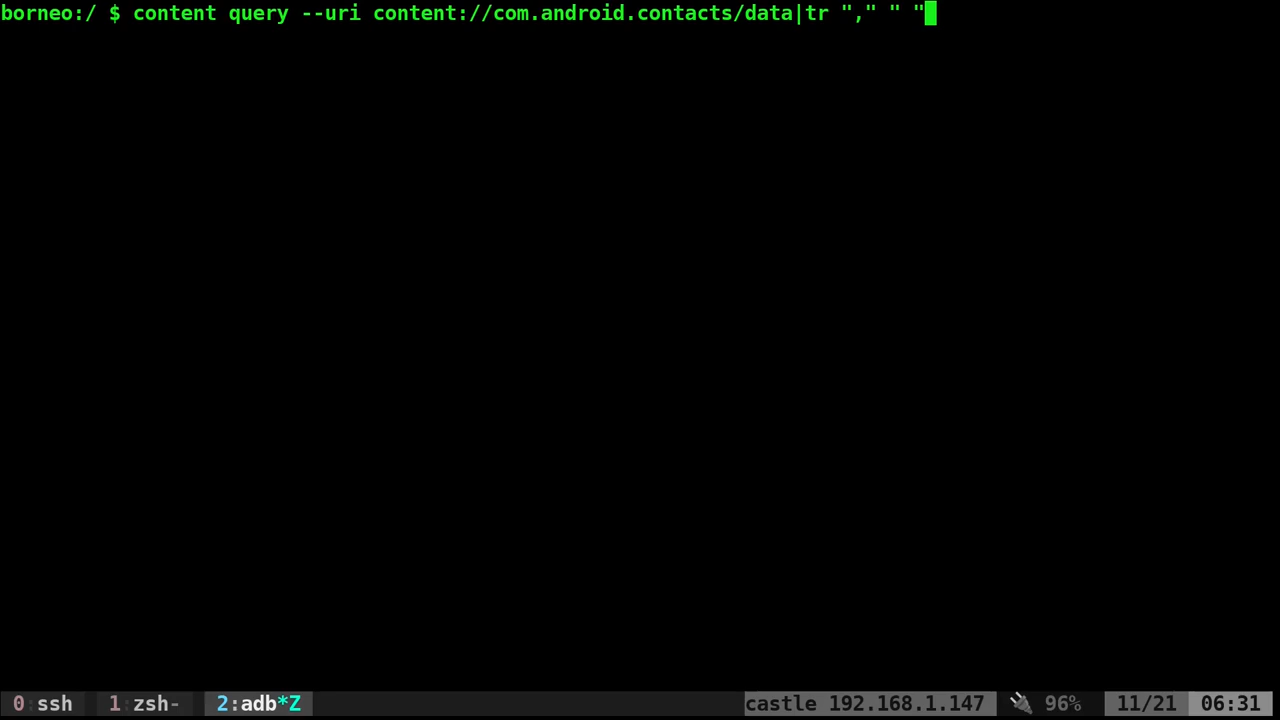 borneo:/ $ content query --uri content://com.android.contacts/data|tr "," " "
0:ssh 1:zsh- 2:adb*Z castle 192.168.1.147 🔌 96% 11/21 06:31